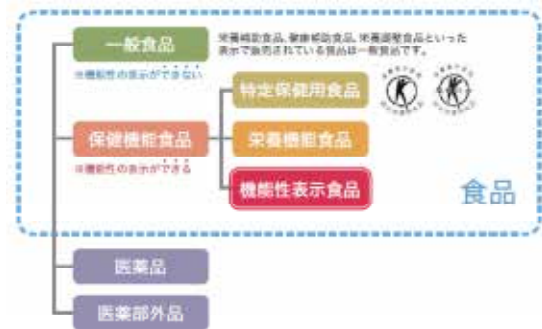 一般食品
栄養補助食品、健康補助食品、栄養調整食品といった
表示で販売されている食品は一般食品です。
※機能性の表示ができない
特定保健用食品
保健機能食品
栄養機能食品
※機能性の表示ができる
機能性表示食品
食品
医薬品
医薬部外品